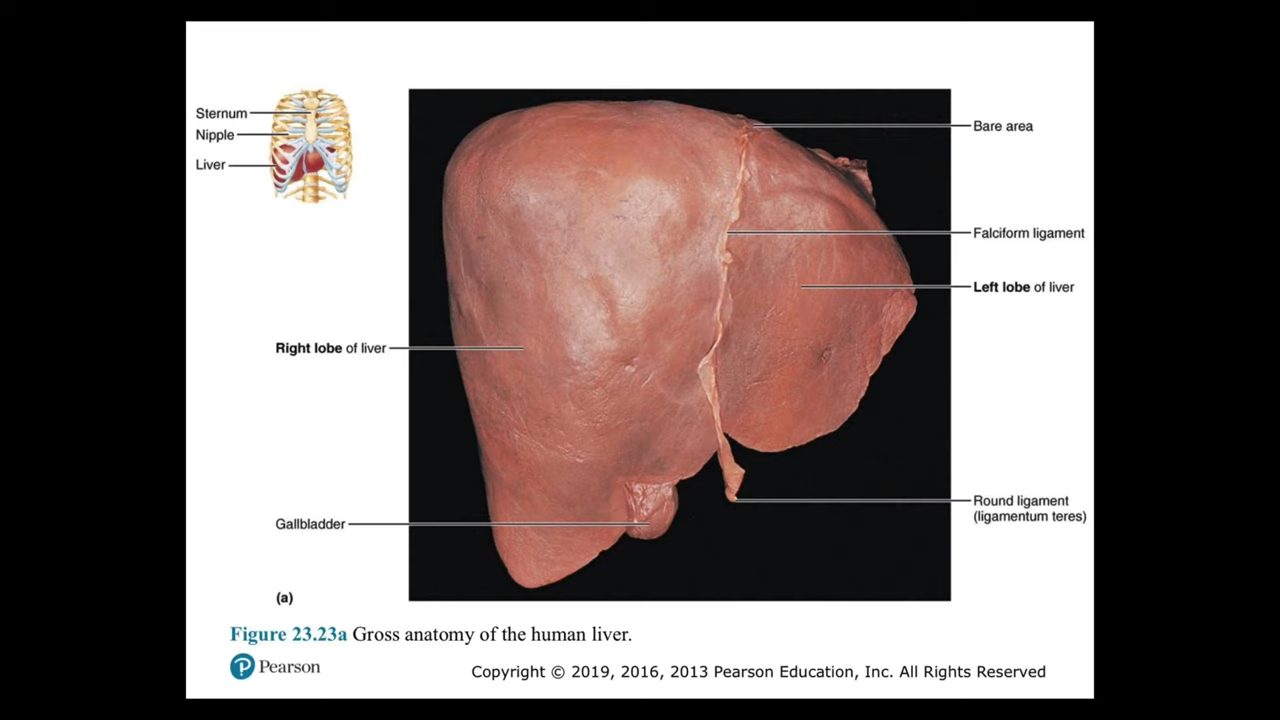 Sternum
Nipple
Liver
Bare area
Falciform ligament
Left lobe of liver
Right lobe of liver
Round ligament
(ligamentum teres)
Gallbladder
(a)
Figure 23.23a Gross anatomy of the human liver.
P Pearson
Copyright © 2019, 2016, 2013 Pearson Education, Inc. All Rights Reserved